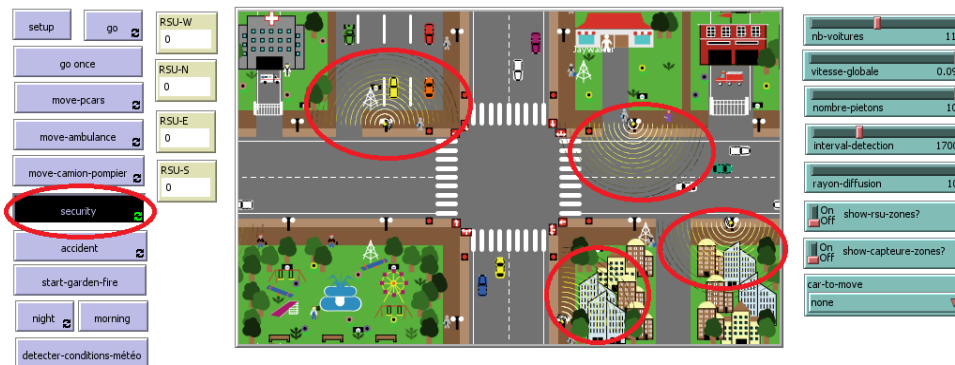 setup
go
go once
move-pcars
move-ambulance
move-camion-pompier
security
accident
start-garden-fire
night
morning
detecter-conditions-météo
RSU-W
0
RSU-N
0
RSU-E
0
RSU-S
0
Jaywalker
nb-voitures
vitesse-globale
nombre-pietons
interval-detection
rayon-diffusion
On
Off
show-rsu-zones?
On
Off
show-capteure-zones?
car-to-move
none